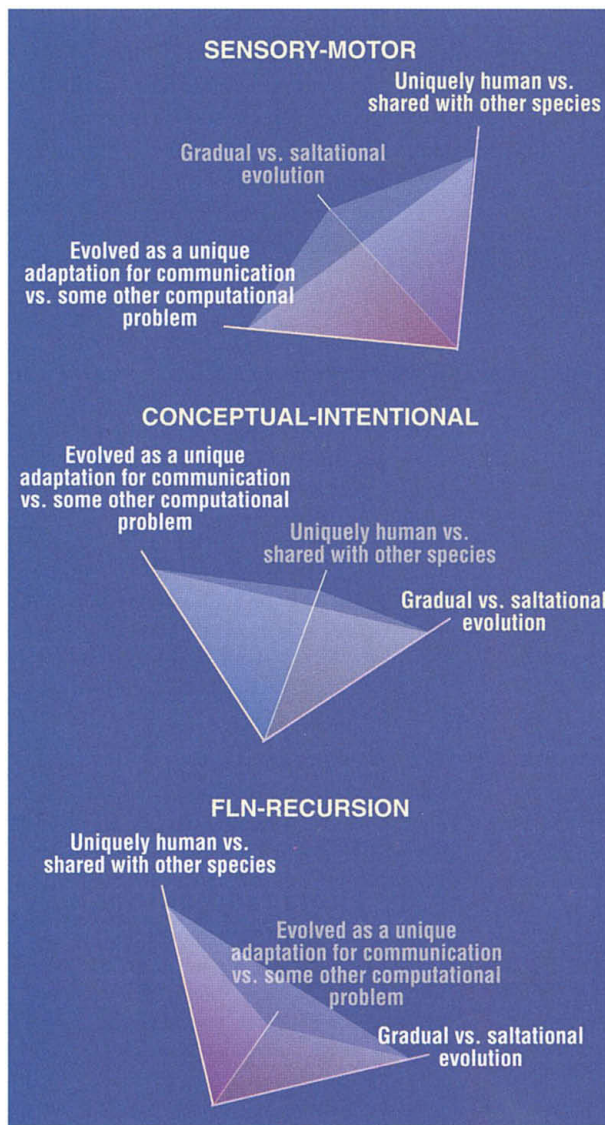 SENSORY-MOTOR
Uniquely human vs.
shared with other species
Gradual vs. saltational
evolution
Evolved as a unique
adaptation for communication
vs. some other computational
problem
CONCEPTUAL-INTENTIONAL
Evolved as a unique
adaptation for communication
vs. some other computational
problem
Uniquely human vs.
shared with other species
Gradual vs. saltational
evolution
FLN-RECURSION
Uniquely human vs.
shared with other species
Evolved as a unique
adaptation for communication
vs. some other computational
problem
Gradual vs. saltational
evolution